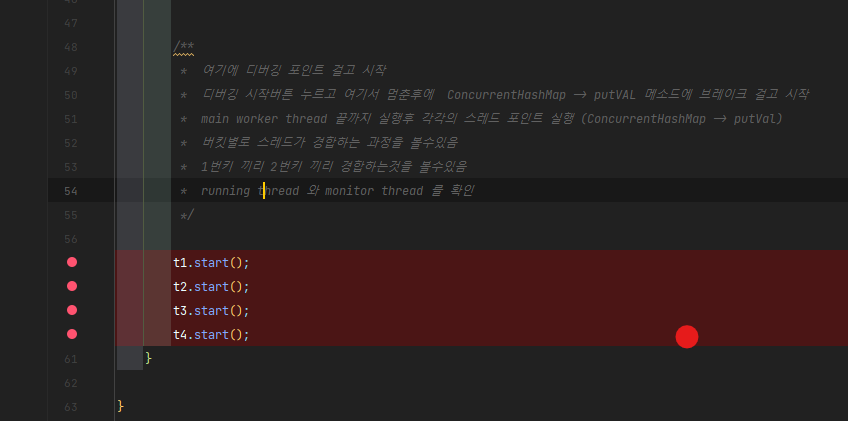 47
48 /**
49 * 여기에 디버깅 포인트 걸고 시작
50 * 디버깅 시작버튼 누르고 여기서 멈춘후에 ConcurrentHashMap -> putVAL 메소드에 브레이크 걸고 시작
51 * main worker thread 끝까지 실행후 각각의 스레드 포인트 실행 (ConcurrentHashMap -> putVal)
52 * 버킷별로 스레드가 경합하는 과정을 볼수있음
53 * 1번키 끼리 2번키 끼리 경합하는것을 볼수있음
54 * running thread 와 monitor thread 를 확인
55 */
56
t1.start();
t2.start();
t3.start();
t4.start();
61 }
62
63 }